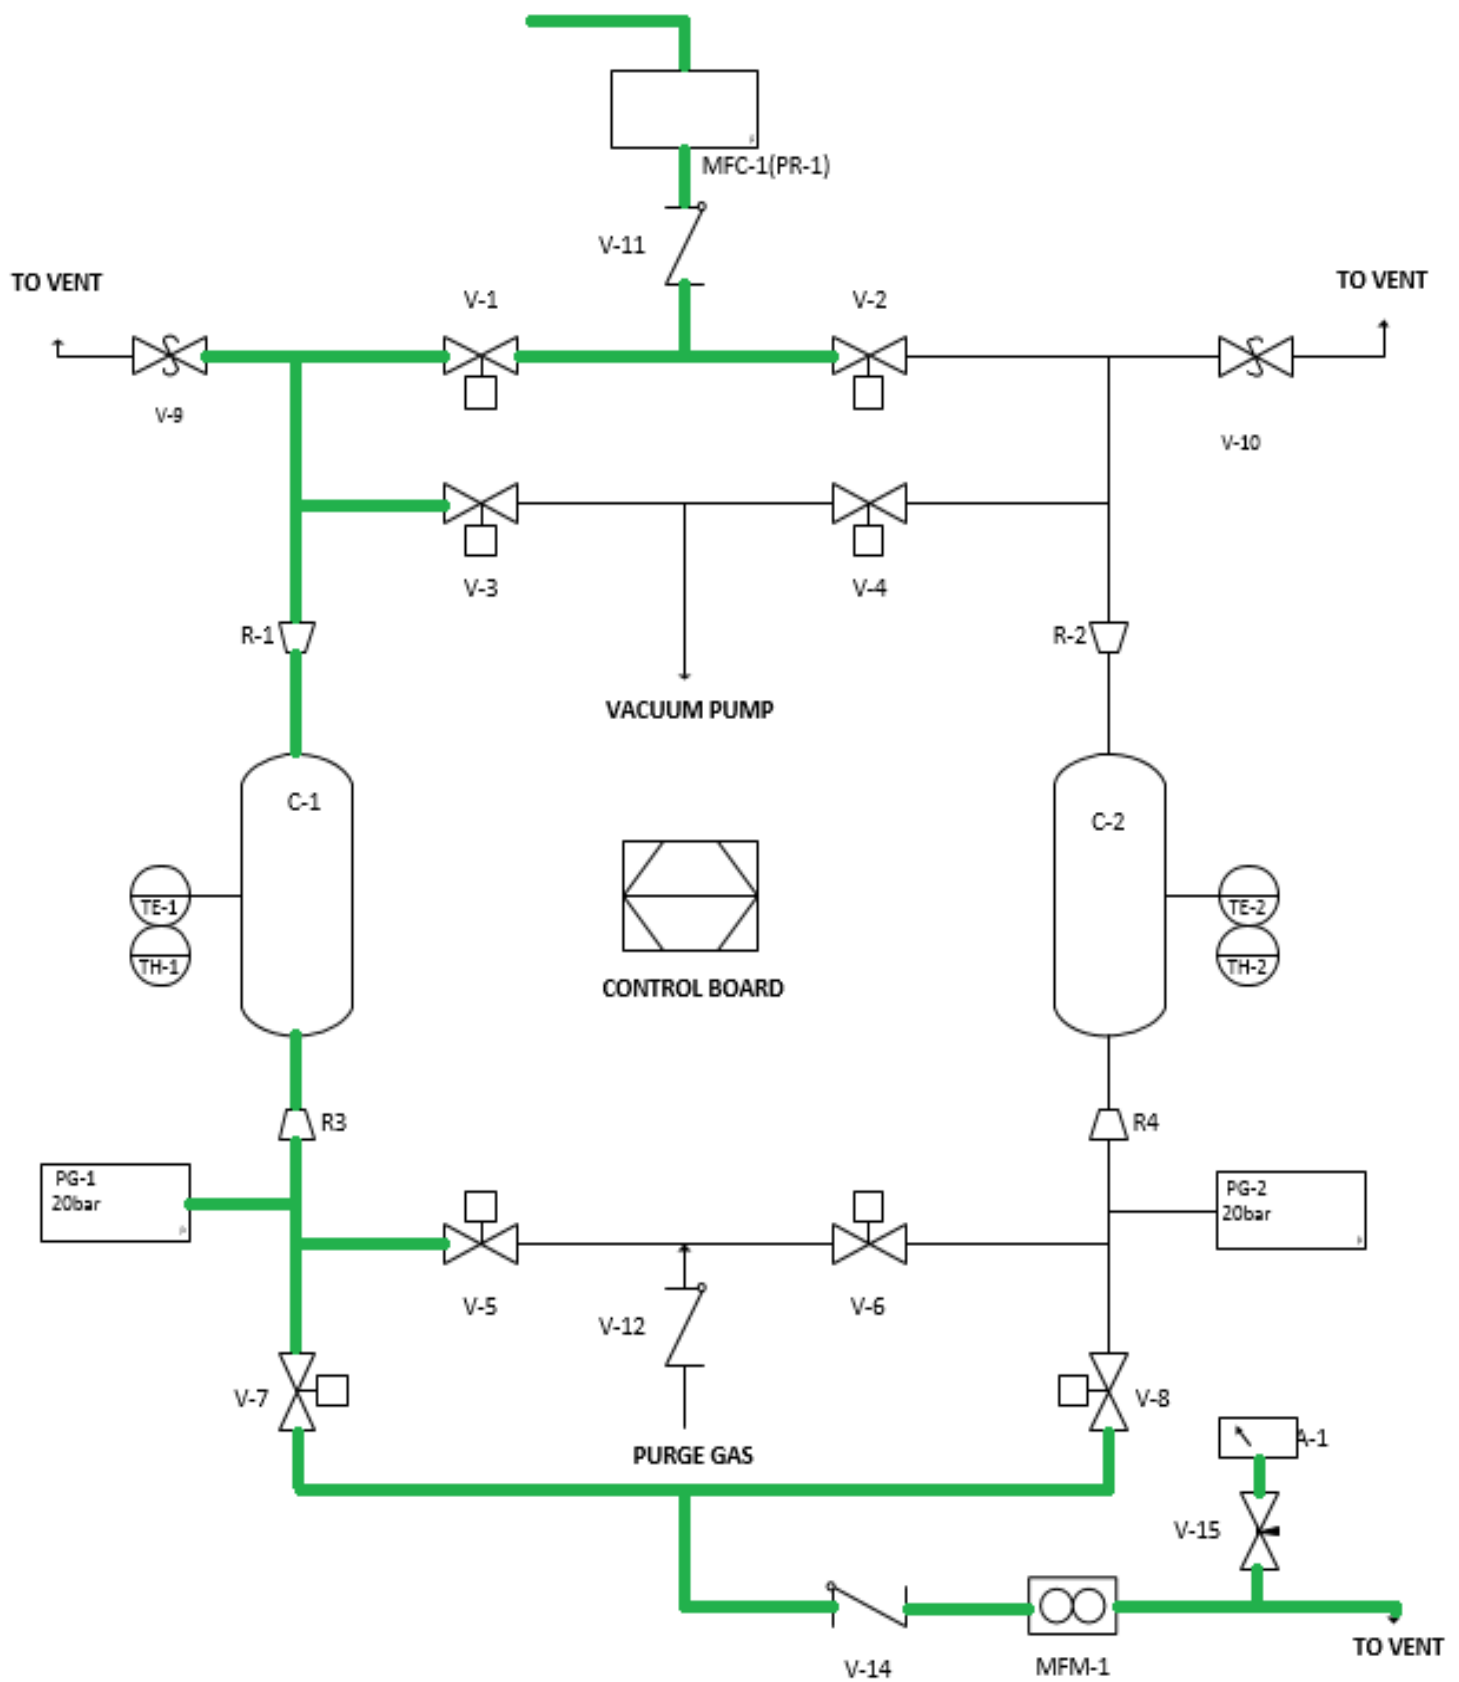 MFC-1(PR-1)
V-11
TO VENT
TO VENT
V-1
V-2
V-9
V-10
V-3
V-4
R-1
R-2
VACUUM PUMP
C-1
C-2
TE-1
TE-2
TH-1
TH-2
CONTROL BOARD
R3
R4
PG-1
20bar
PG-2
20bar
V-5
V-6
V-12
V-7
V-8
PURGE GAS
A-1
V-15
TO VENT
V-14
MFM-1